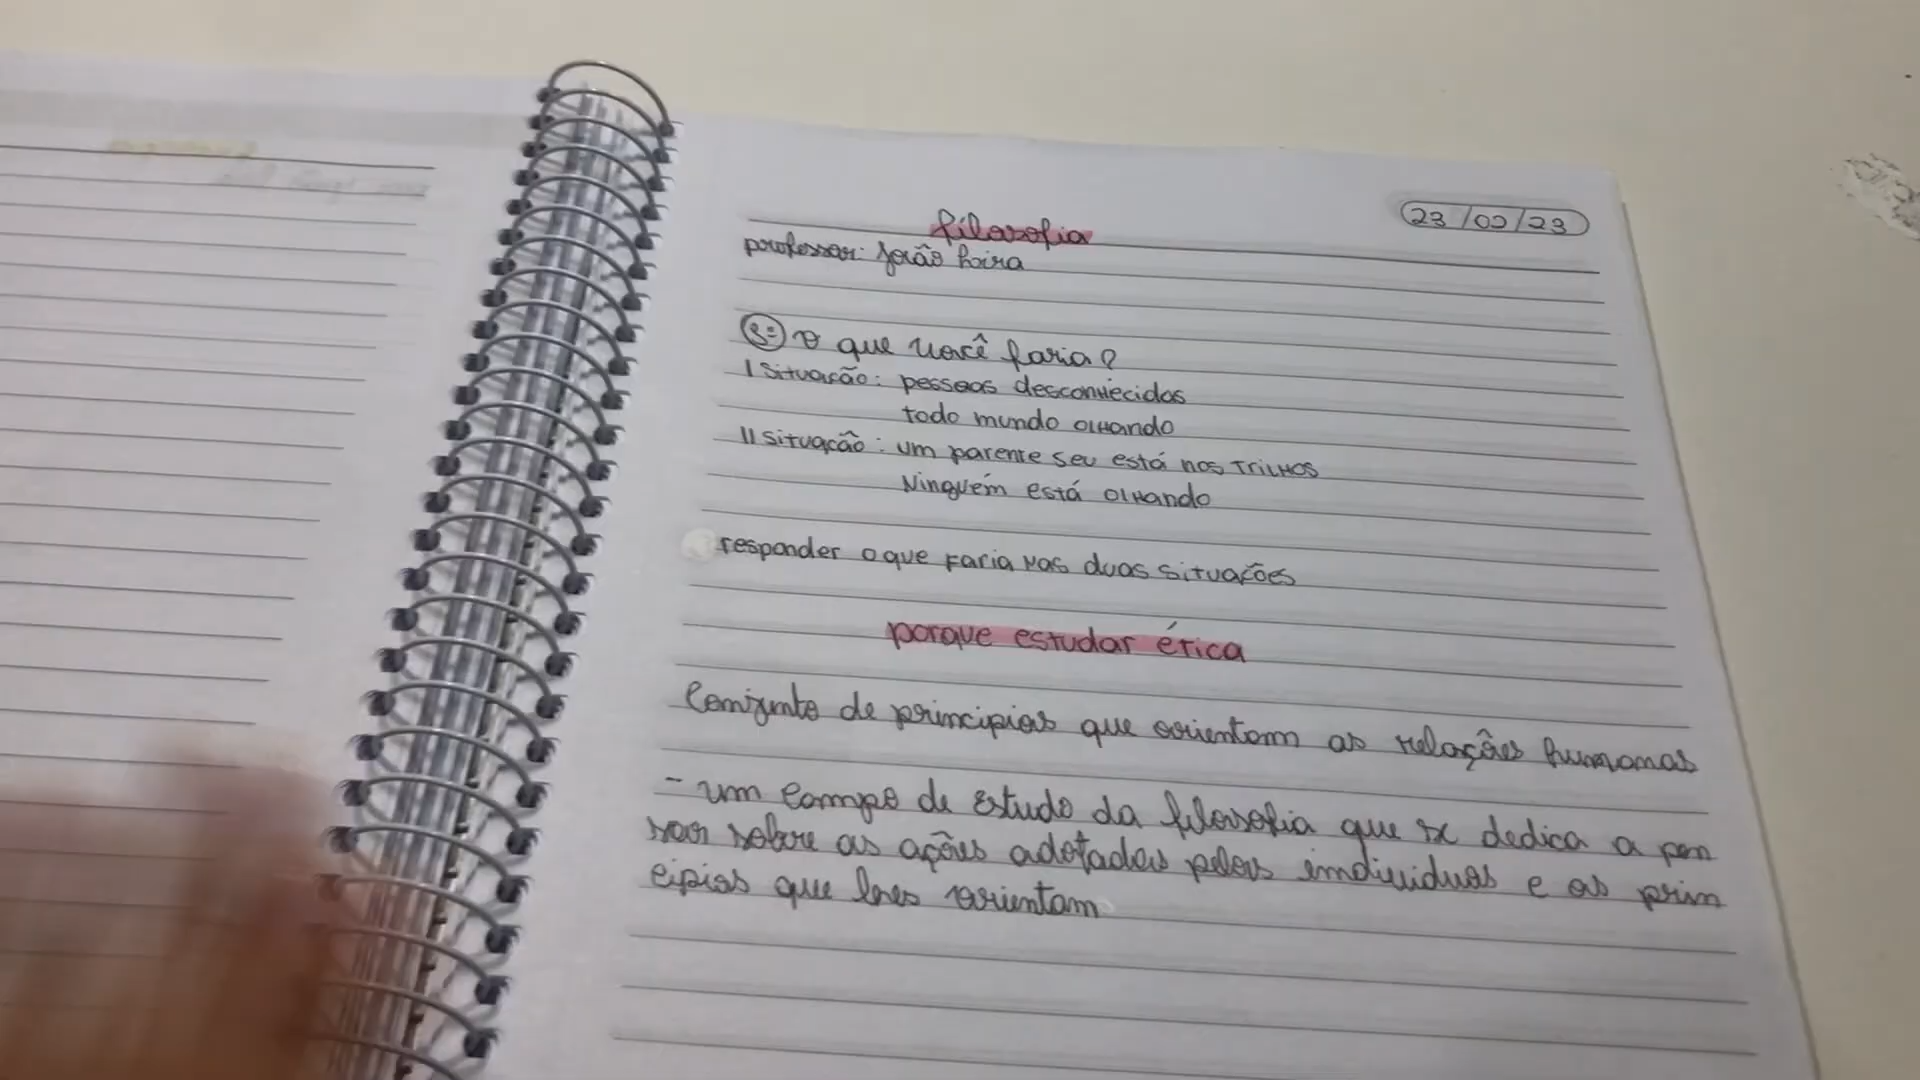 23/02/23
filosofia
professor: João
S= o que você faria?
I Situação: pessoas desconhecidas
todo mundo olhando
II situação: um parente seu está nos trilhos
Ninguém está olhando
responder o que faria nas duas situações
porque estudar ética
Conjunto de principios que orientam as relações humanas
- um campo de estudo da filosofia que se dedica a pen
sar sobre as ações adotadas pelos individuos e os prin
cipios que lhes orientam